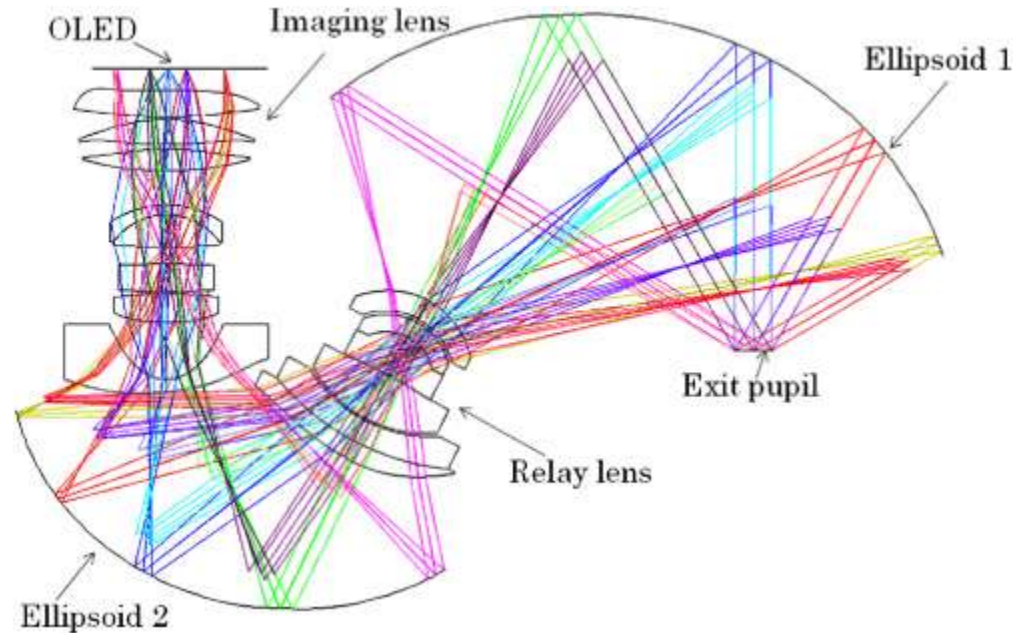 Imaging lens
OLED
Ellipsoid 1
Exit pupil
Relay lens
Ellipsoid 2